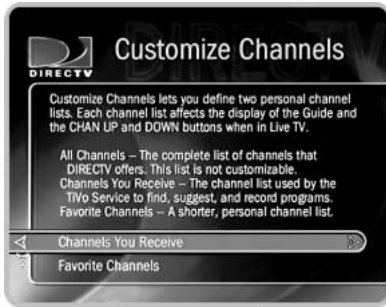 DIRECTV
Customize Channels
Customize Channels lets you define two personal channel
lists. Each channel list affects the display of the Guide and
the CHAN UP and DOWN buttons when in Live TV.
All Channels – The complete list of channels that
DIRECTV offers. This list is not customizable.
Channels You Receive – The channel list used by the
TiVo Service to find, suggest, and record programs.
Favorite Channels – A shorter, personal channel list.
Channels You Receive
Favorite Channels